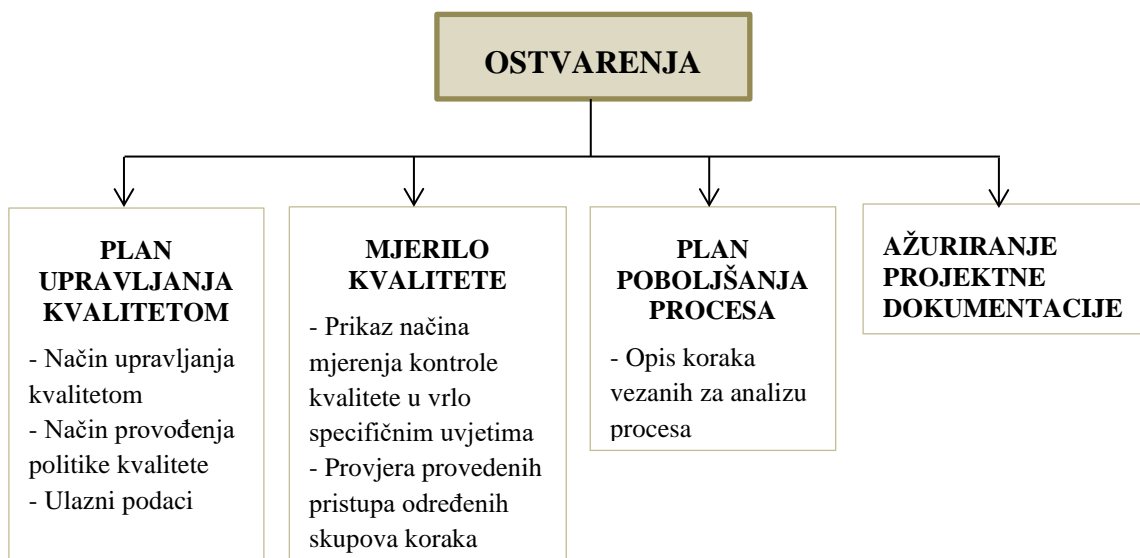 OSTVARENJA
PLAN
UPRAVLJANJA
KVALITETOM
- Način upravljanja
kvalitetom
- Način provođenja
politike kvalitete
- Ulazni podaci
MJERILO
KVALITETE
- Prikaz načina
mjerenja kontrole
kvalitete u vrlo
specifičnim uvjetima
- Provjera provedenih
pristupa određenih
skupova koraka
PLAN
POBOLJŠANJA
PROCESA
- Opis koraka
vezanih za analizu
procesa
AŽURIRANJE
PROJEKTNE
DOKUMENTACIJE